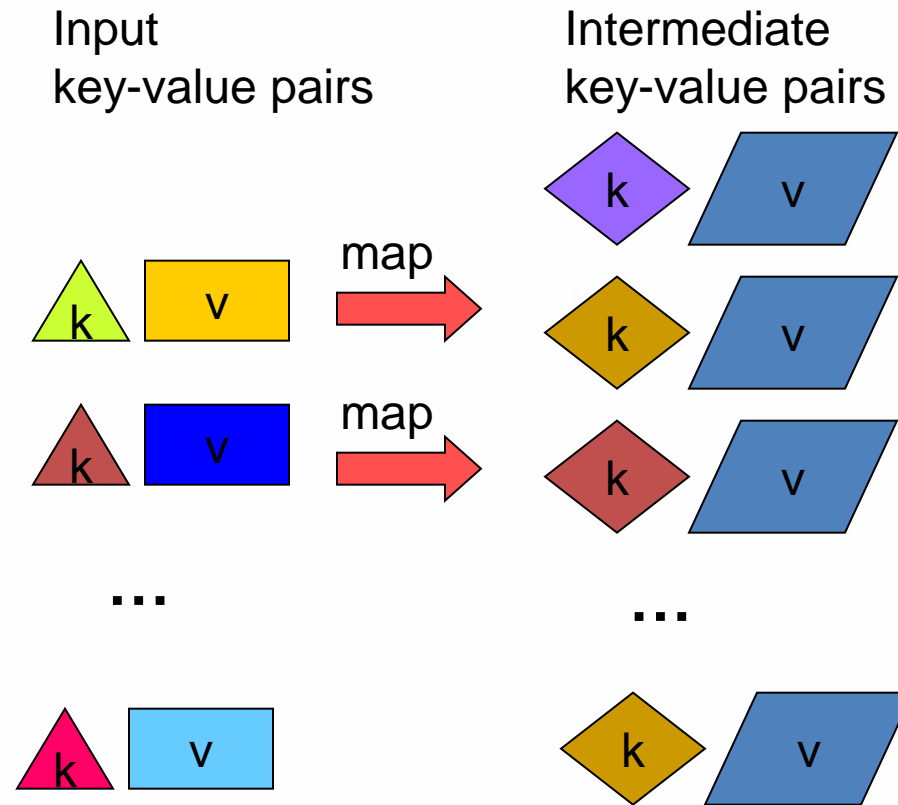 Input
key-value pairs
Intermediate
key-value pairs
k v
map
k v
k v
k v
map
k v
k v
...
...
k v
k v